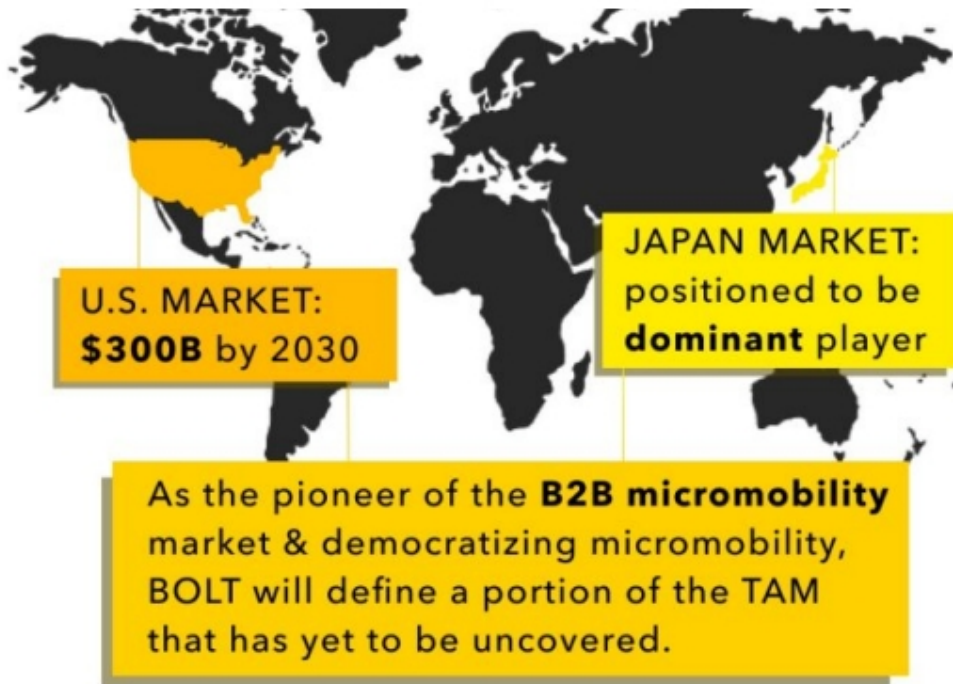 U.S. MARKET:
$300B by 2030
JAPAN MARKET:
positioned to be
dominant player
As the pioneer of the B2B micromobility
market & democratizing micromobility,
BOLT will define a portion of the TAM
that has yet to be uncovered.